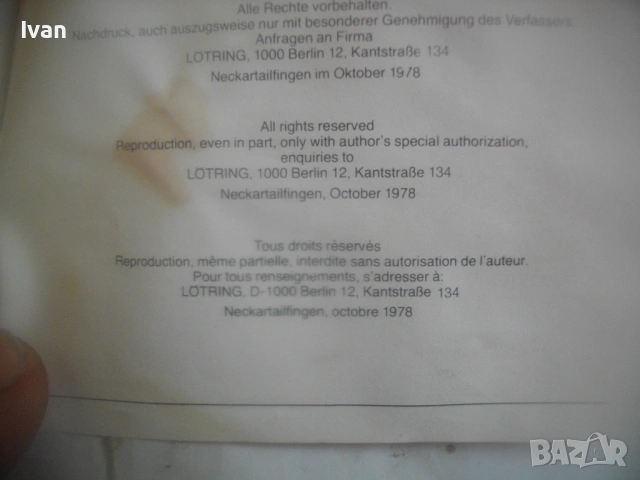 Ivan
Alle Rechte vorbehalten.
Nachdruck, auch auszugsweise nur mit besonderer Genehmigung des Verfassers.
Anfragen an Firma
LÖTRING, 1000 Berlin 12, Kantstraße 134
Neckartailfingen im Oktober 1978
All rights reserved
Reproduction, even in part, only with author's special authorization,
enquiries to
LÖTRING, 1000 Berlin 12, Kantstraße 134
Neckartailfingen, October 1978
Tous droits réservés
Reproduction, même partielle, interdite sans autorisation de l'auteur.
Pour tous renseignements, s'adresser à:
LÖTRING, D-1000 Berlin 12, Kantstraße 134
Neckartailfingen, octobre 1978
BAZAR